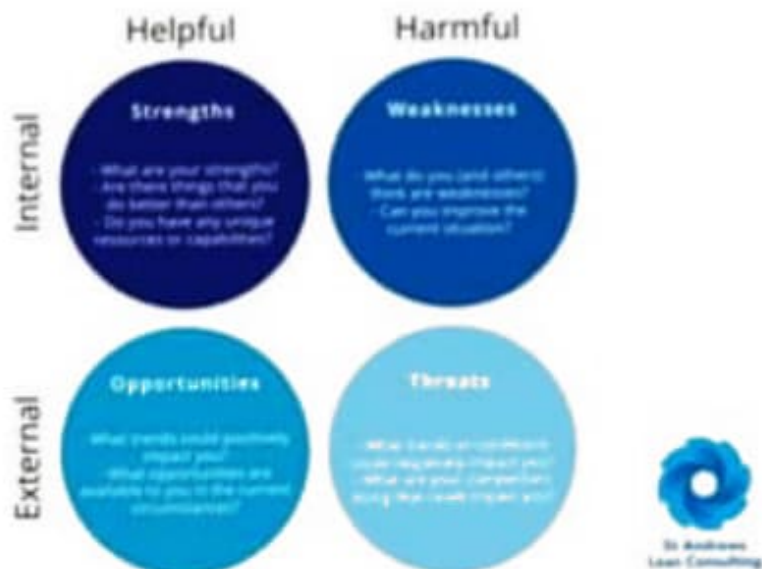 Helpful
Harmful
Internal
Strengths
- What are your strengths?
- Are there things that you
do better than others?
- Do you have any unique
resources or capabilities?
Weaknesses
- What do you (and others)
think are weaknesses?
- Can you improve the
current situation?
External
Opportunities
- What trends could positively
impact you?
- What opportunities are
available to you in the current
circumstances?
Threats
- What trends or
could negatively impact you?
- What are your competitors
doing that could impact you?
St Andrews
Lean Consulting